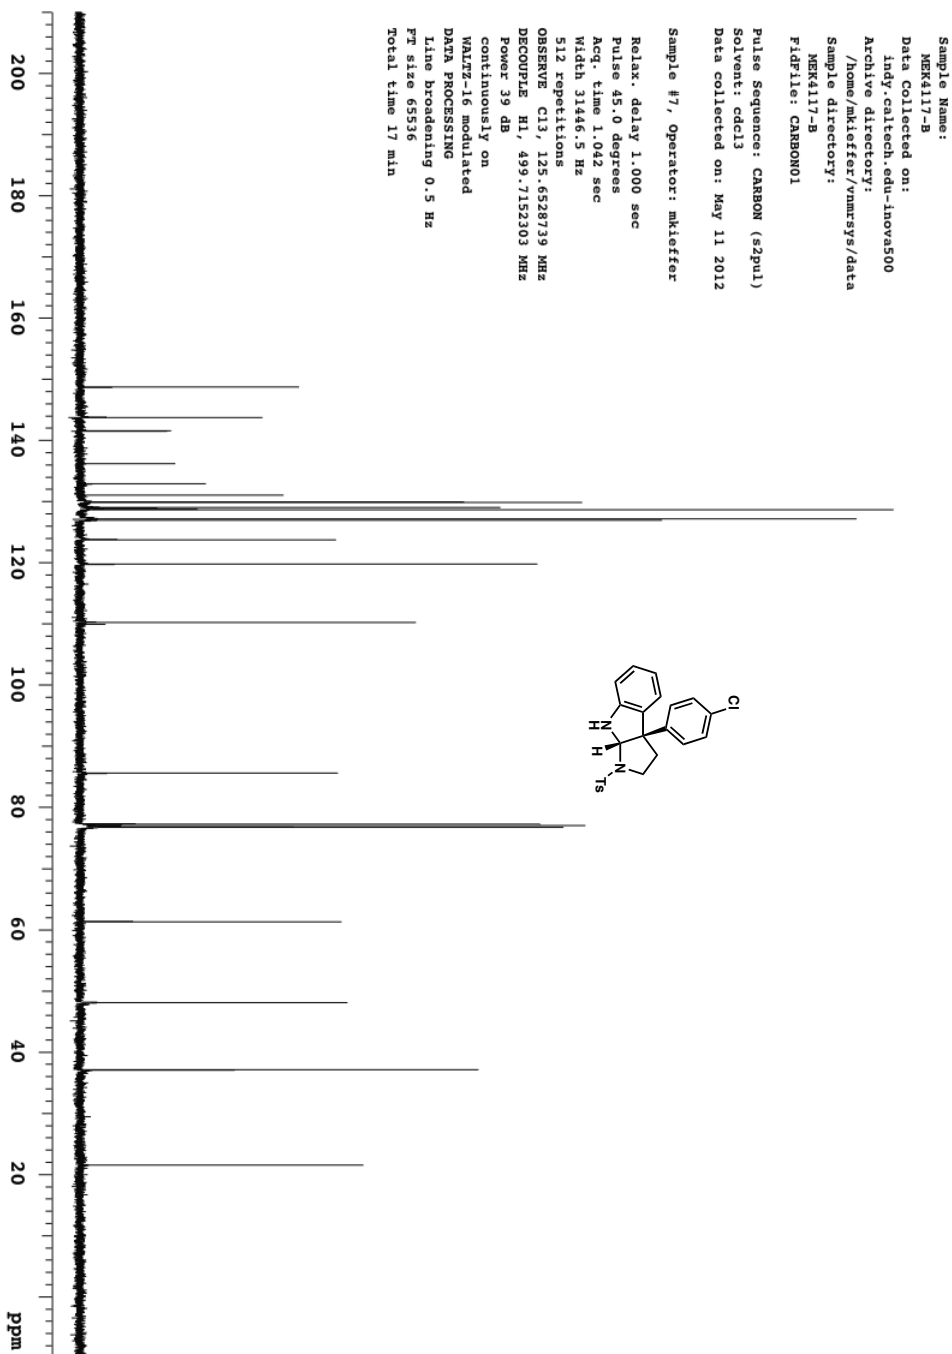 Sample Name:
MEK4117-B
Data Collected on:
indy.caltech.edu-inova500
Archive directory:
/home/mkieffer/vnmrsys/data
Sample directory:
MEK4117-B
FidFile: CARBON01
Pulse Sequence: CARBON (s2pul)
Solvent: cdcl3
Data collected on: May 11 2012
Sample #7, Operator: mkieffer
Relax. delay 1.000 sec
Pulse 45.0 degrees
Acq. time 1.042 sec
Width 31446.5 Hz
512 repetitions
OBSERVE C13, 125.6528739 MHz
DECOUPLE H1, 499.7152303 MHz
Power 39 dB
continuously on
WALTZ-16 modulated
DATA PROCESSING
Line broadening 0.5 Hz
FT size 65536
Total time 17 min
Cl
N
H
H
N
Ts
200 180 160 140 120 100 80 60 40 20 ppm